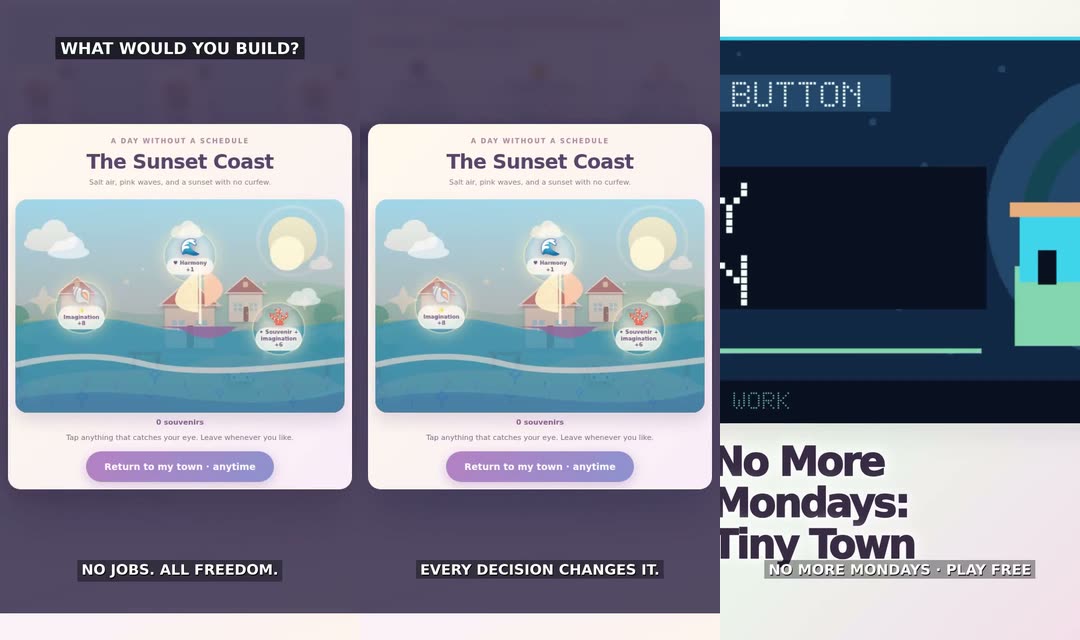 WHAT WOULD YOU BUILD?
A DAY WITHOUT A SCHEDULE
The Sunset Coast
Salt air, pink waves, and a sunset with no curfew.
♥ Harmony
+1
Imagination
+8
✦ Souvenir +
Imagination
+6
0 souvenirs
Tap anything that catches your eye. Leave whenever you like.
Return to my town · anytime
NO JOBS. ALL FREEDOM.
A DAY WITHOUT A SCHEDULE
The Sunset Coast
Salt air, pink waves, and a sunset with no curfew.
♥ Harmony
+1
Imagination
+8
✦ Souvenir +
Imagination
+6
0 souvenirs
Tap anything that catches your eye. Leave whenever you like.
Return to my town · anytime
EVERY DECISION CHANGES IT.
BUTTON
Y
WORK
No More
Mondays:
Tiny Town
NO MORE MONDAYS · PLAY FREE